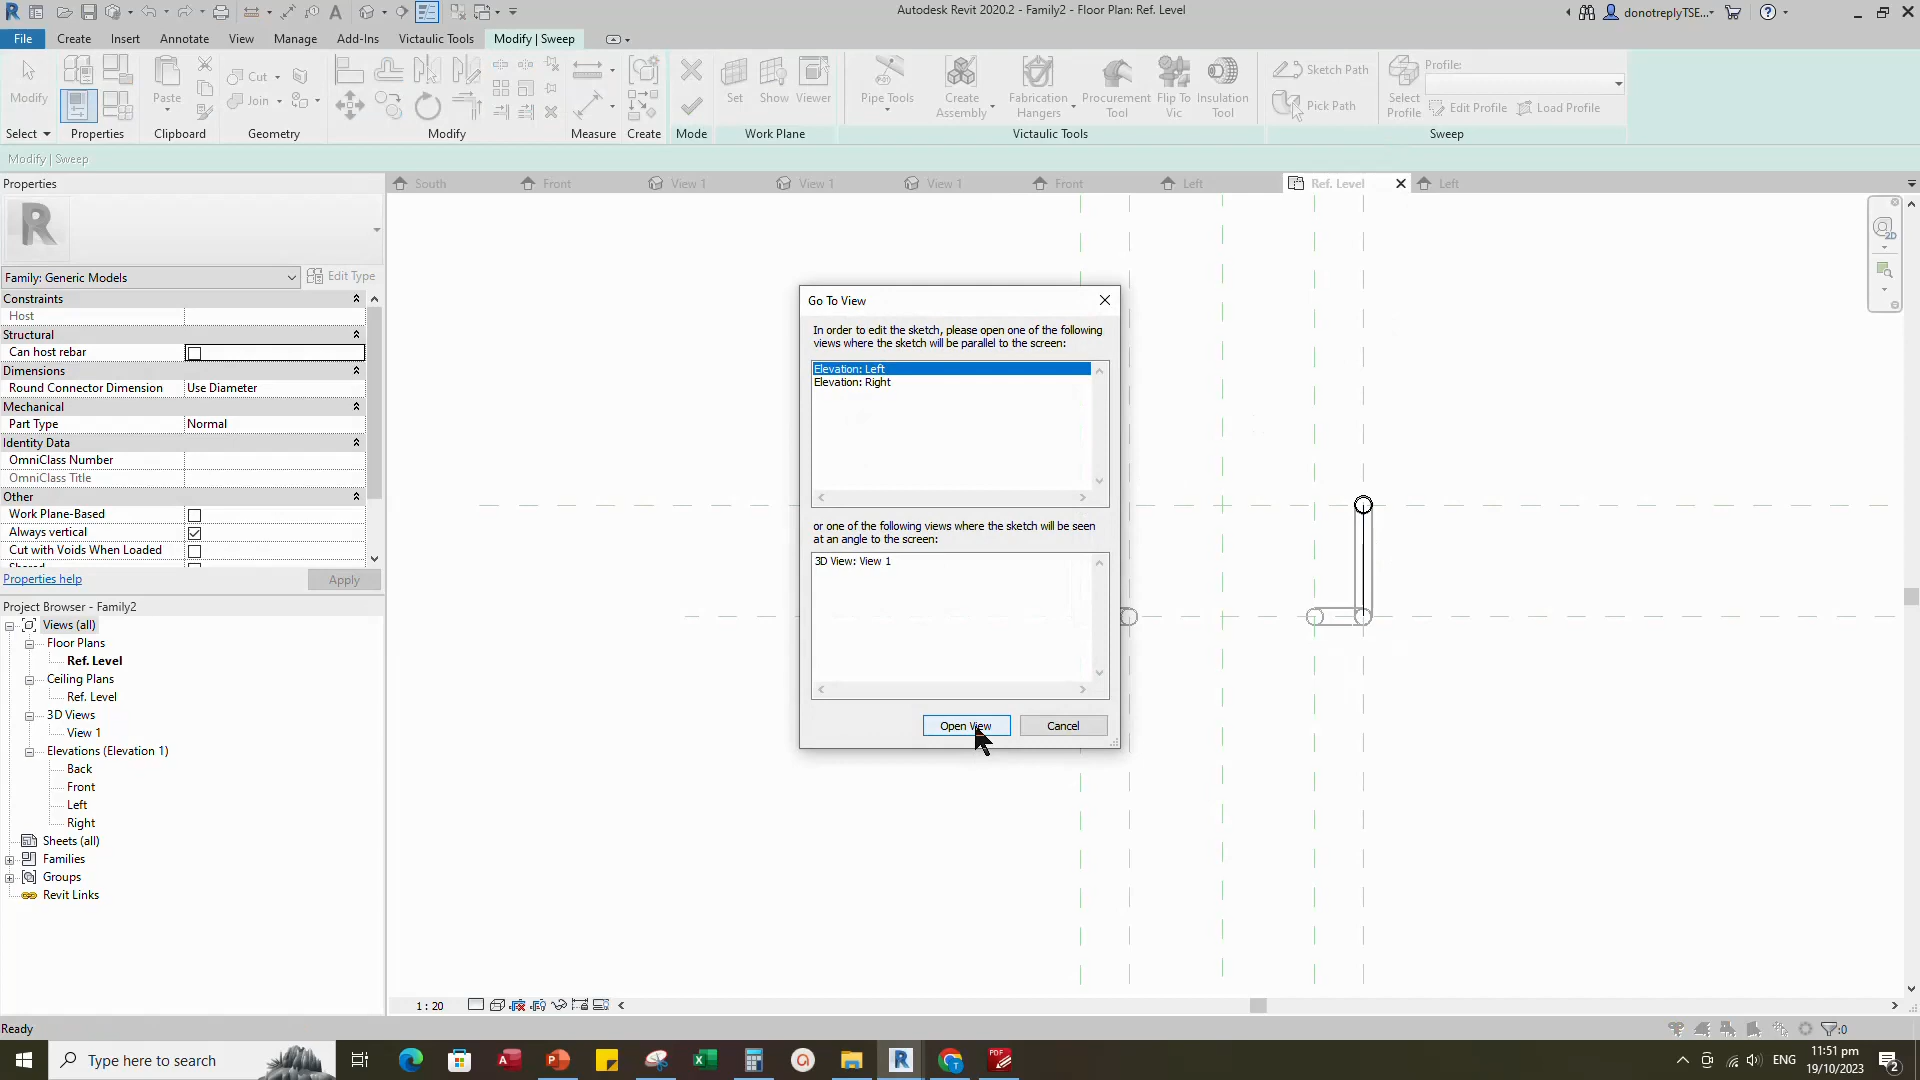 Autodesk Revit 2020.2 - Family2 - Floor Plan: Ref. Level
donotreplyTSE...
File
Create
Insert
Annotate
View
Manage
Add-Ins
Victaulic Tools
Modify | Sweep
Modify
Paste
Cut
Join
Set
Show
Viewer
Pipe Tools
Create
Assembly
Fabrication
Hangers
Procurement
Tool
Flip To
Vic
Insulation
Tool
Sketch Path
Pick Path
Select
Profile
Profile:
Edit Profile
Load Profile
Select
Properties
Clipboard
Geometry
Modify
Measure
Create
Mode
Work Plane
Victaulic Tools
Sweep
Modify | Sweep
Properties
South
Front
View 1
View 1
View 1
Front
Left
Ref. Level
Left
R
Family: Generic Models
Edit Type
Constraints
Host
Structural
Can host rebar
Dimensions
Round Connector Dimension
Use Diameter
Mechanical
Part Type
Normal
Identity Data
OmniClass Number
OmniClass Title
Other
Work Plane-Based
Always vertical
Cut with Voids When Loaded
Properties help
Apply
Project Browser - Family2
Views (all)
Floor Plans
Ref. Level
Ceiling Plans
Ref. Level
3D Views
View 1
Elevations (Elevation 1)
Back
Front
Left
Right
Sheets (all)
Families
Groups
Revit Links
Go To View
In order to edit the sketch, please open one of the following
views where the sketch will be parallel to the screen:
Elevation: Left
Elevation: Right
or one of the following views where the sketch will be seen
at an angle to the screen:
3D View: View 1
Open View
Cancel
2D
1 : 20
Ready
:0
Type here to search
ENG
11:51 pm
19/10/2023
2